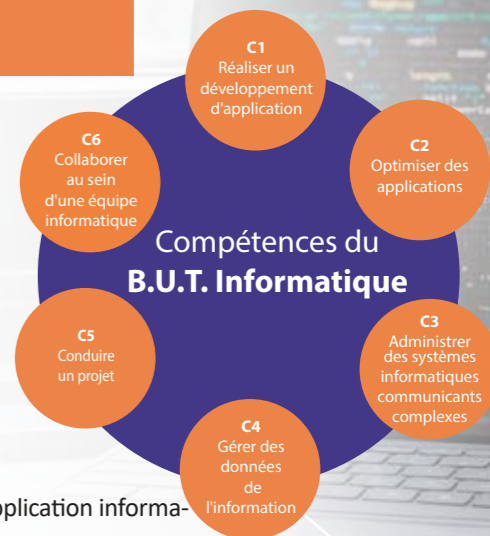 C1
Réaliser un
développement
d'application
C2
Optimiser des
applications
C3
Administrer
des systèmes
informatiques
communicants
complexes
C4
Gérer des
données
de
l'information
C5
Conduire
un projet
C6
Collaborer
au sein
d'une équipe
informatique
Compétences du
B.U.T. Informatique
pplication informa-